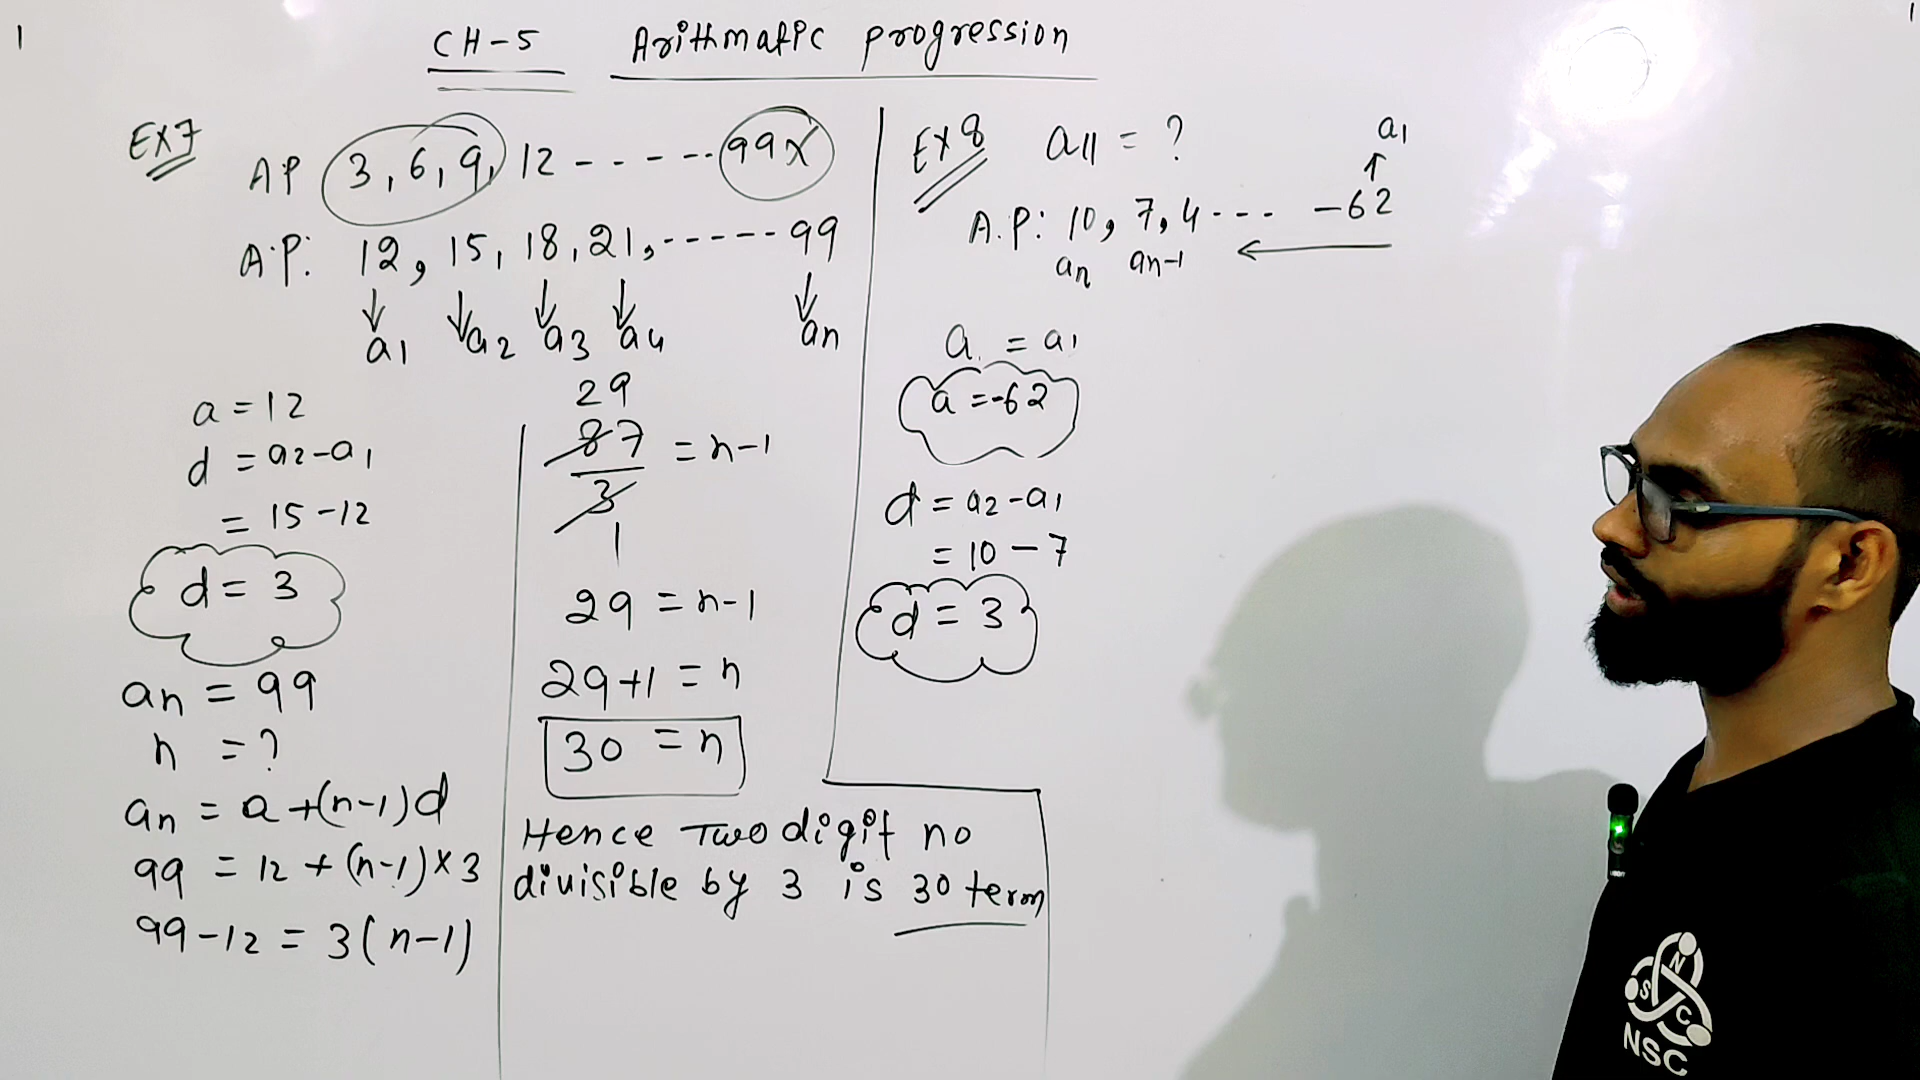 CH-5 Arithmatic progression
EX7
AP 3, 6, 9, 12 ------ 99x
A.P: 12, 15, 18, 21, ------ 99
a1 a2 a3 a4 an
a = 12
d = a2-a1
= 15-12
d = 3
an = 99
n = ?
an = a+(n-1)d
99 = 12+(n-1)×3
99-12 = 3(n-1)
29
87/3 = n-1
1
29 = n-1
29+1 = n
30 = n
Hence Two digit no
divisible by 3 is 30 term
EX8 a11 = ?
a1
A.P: 10, 7, 4 --- -62
an an-1
a = a1
a = -62
d = a2-a1
= 10-7
d = 3
N
S
C
NSC